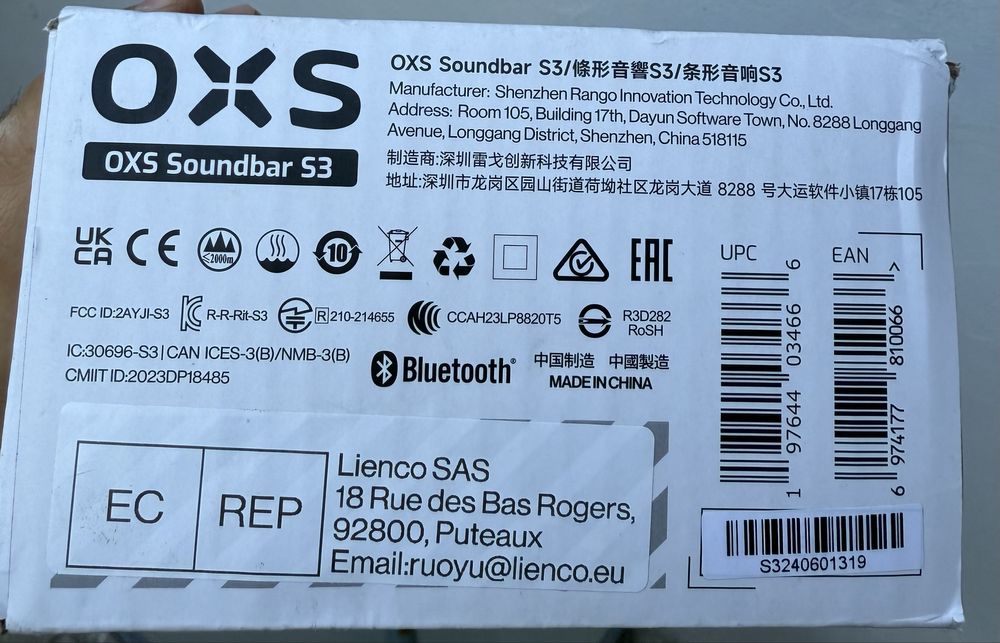 OXS
OXS Soundbar S3
OXS Soundbar S3/條形音響S3/条形音响S3
Manufacturer: Shenzhen Rango Innovation Technology Co., Ltd.
Address: Room 105, Building 17th, Dayun Software Town, No. 8288 Longgang
Avenue, Longgang District, Shenzhen, China 518115
制造商:深圳雷戈创新科技有限公司
地址:深圳市龙岗区园山街道荷坳社区龙岗大道 8288 号大运软件小镇17栋105
UK
CA CE ≤2000m 10 EAC
UPC
1 97644 03466 6
EAN
6 974177 810066 >
FCC ID:2AYJI-S3 R-R-Rit-S3 R 210-214655 CCAH23LP8820T5 R3D282
RoSH
IC:30696-S3 | CAN ICES-3(B)/NMB-3(B)
CMIIT ID:2023DP18485
Bluetooth®
中国制造 中國製造
MADE IN CHINA
EC REP
Lienco SAS
18 Rue des Bas Rogers,
92800, Puteaux
Email:ruoyu@lienco.eu
S3240601319